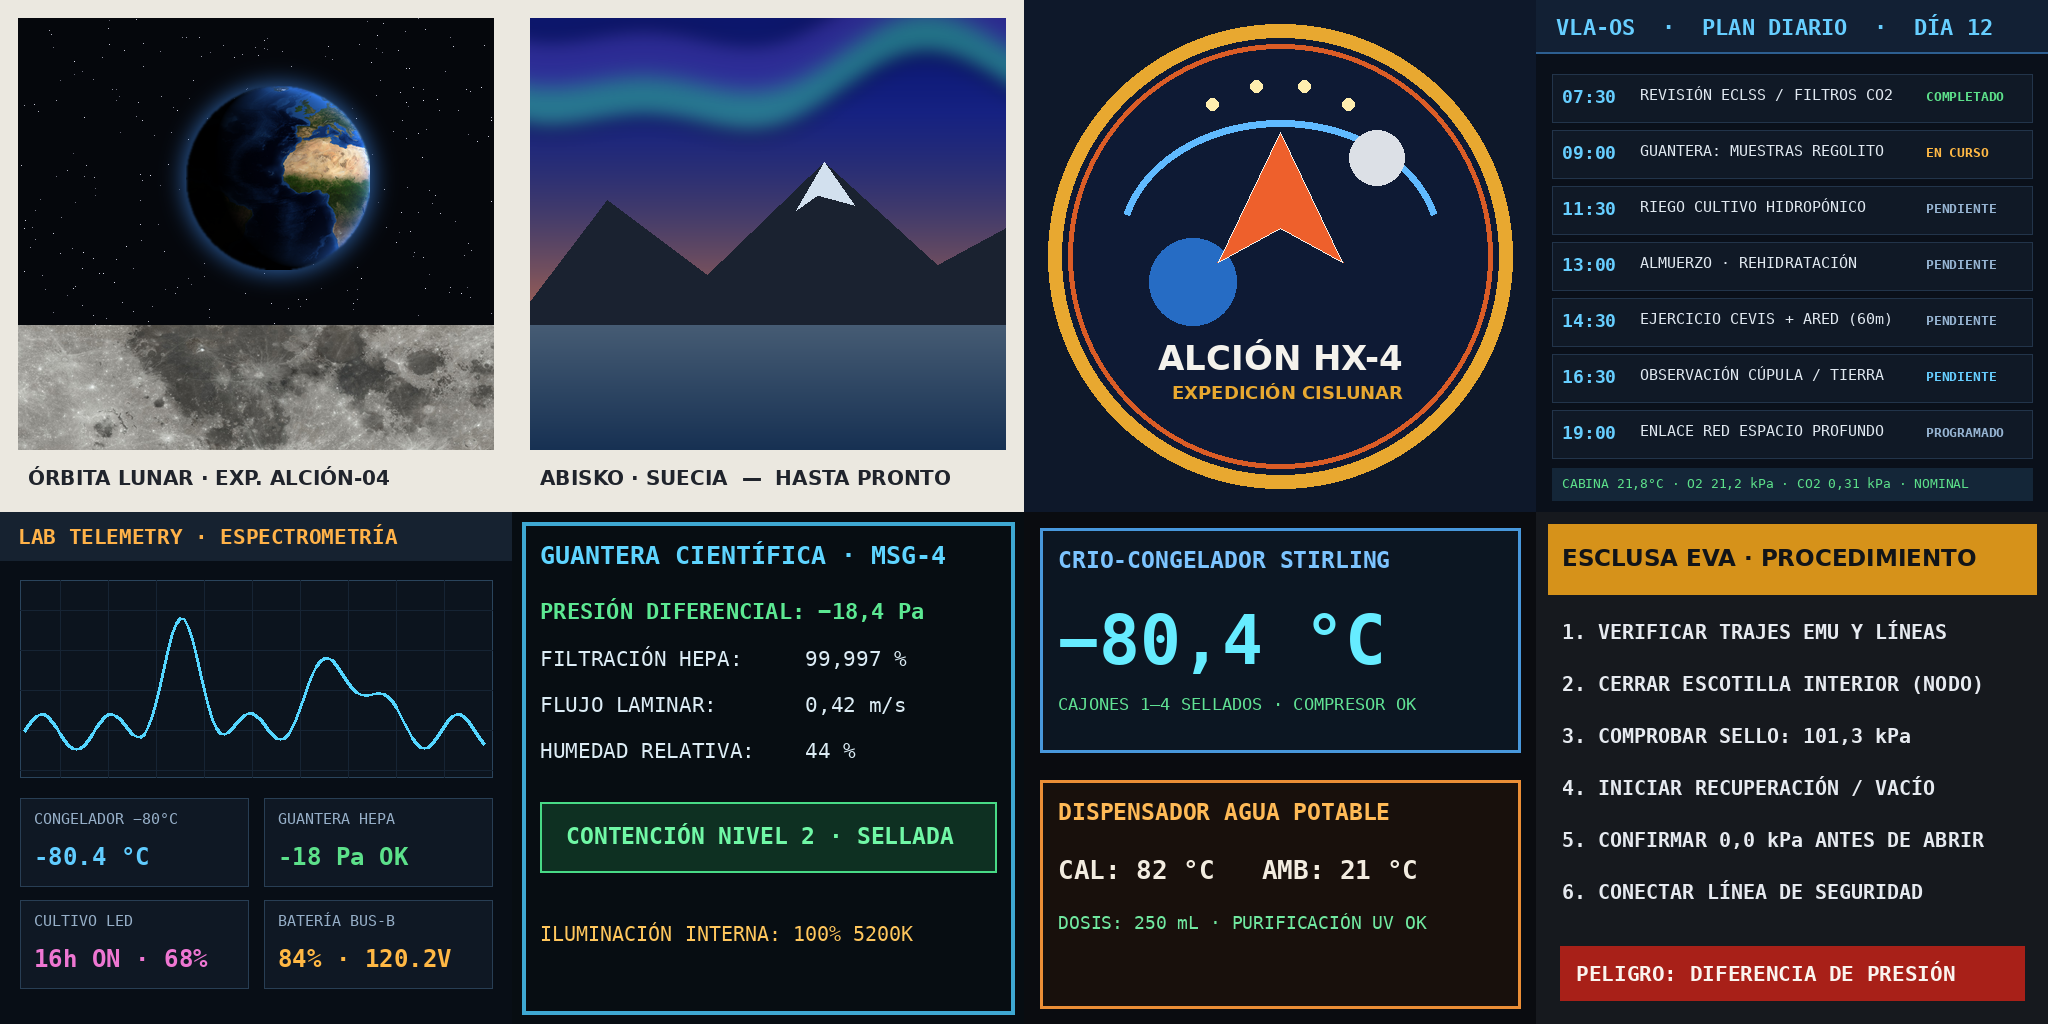 ÓRBITA LUNAR · EXP. ALCIÓN-04
ABISKO · SUECIA — HASTA PRONTO
ALCIÓN HX-4
EXPEDICIÓN CISLUNAR
VLA-OS · PLAN DIARIO · DÍA 12
07:30 REVISIÓN ECLSS / FILTROS CO2 COMPLETADO
09:00 GUANTERA: MUESTRAS REGOLITO EN CURSO
11:30 RIEGO CULTIVO HIDROPÓNICO PENDIENTE
13:00 ALMUERZO · REHIDRATACIÓN PENDIENTE
14:30 EJERCICIO CEVIS + ARED (60m) PENDIENTE
16:30 OBSERVACIÓN CÚPULA / TIERRA PENDIENTE
19:00 ENLACE RED ESPACIO PROFUNDO PROGRAMADO
CABINA 21,8°C · O2 21,2 kPa · CO2 0,31 kPa · NOMINAL
LAB TELEMETRY · ESPECTROMETRÍA
CONGELADOR −80°C
-80.4 °C
GUANTERA HEPA
-18 Pa OK
CULTIVO LED
16h ON · 68%
BATERÍA BUS-B
84% · 120.2V
GUANTERA CIENTÍFICA · MSG-4
PRESIÓN DIFERENCIAL: −18,4 Pa
FILTRACIÓN HEPA: 99,997 %
FLUJO LAMINAR: 0,42 m/s
HUMEDAD RELATIVA: 44 %
CONTENCIÓN NIVEL 2 · SELLADA
ILUMINACIÓN INTERNA: 100% 5200K
CRIO-CONGELADOR STIRLING
−80,4 °C
CAJONES 1–4 SELLADOS · COMPRESOR OK
DISPENSADOR AGUA POTABLE
CAL: 82 °C AMB: 21 °C
DOSIS: 250 mL · PURIFICACIÓN UV OK
ESCLUSA EVA · PROCEDIMIENTO
1. VERIFICAR TRAJES EMU Y LÍNEAS
2. CERRAR ESCOTILLA INTERIOR (NODO)
3. COMPROBAR SELLO: 101,3 kPa
4. INICIAR RECUPERACIÓN / VACÍO
5. CONFIRMAR 0,0 kPa ANTES DE ABRIR
6. CONECTAR LÍNEA DE SEGURIDAD
PELIGRO: DIFERENCIA DE PRESIÓN